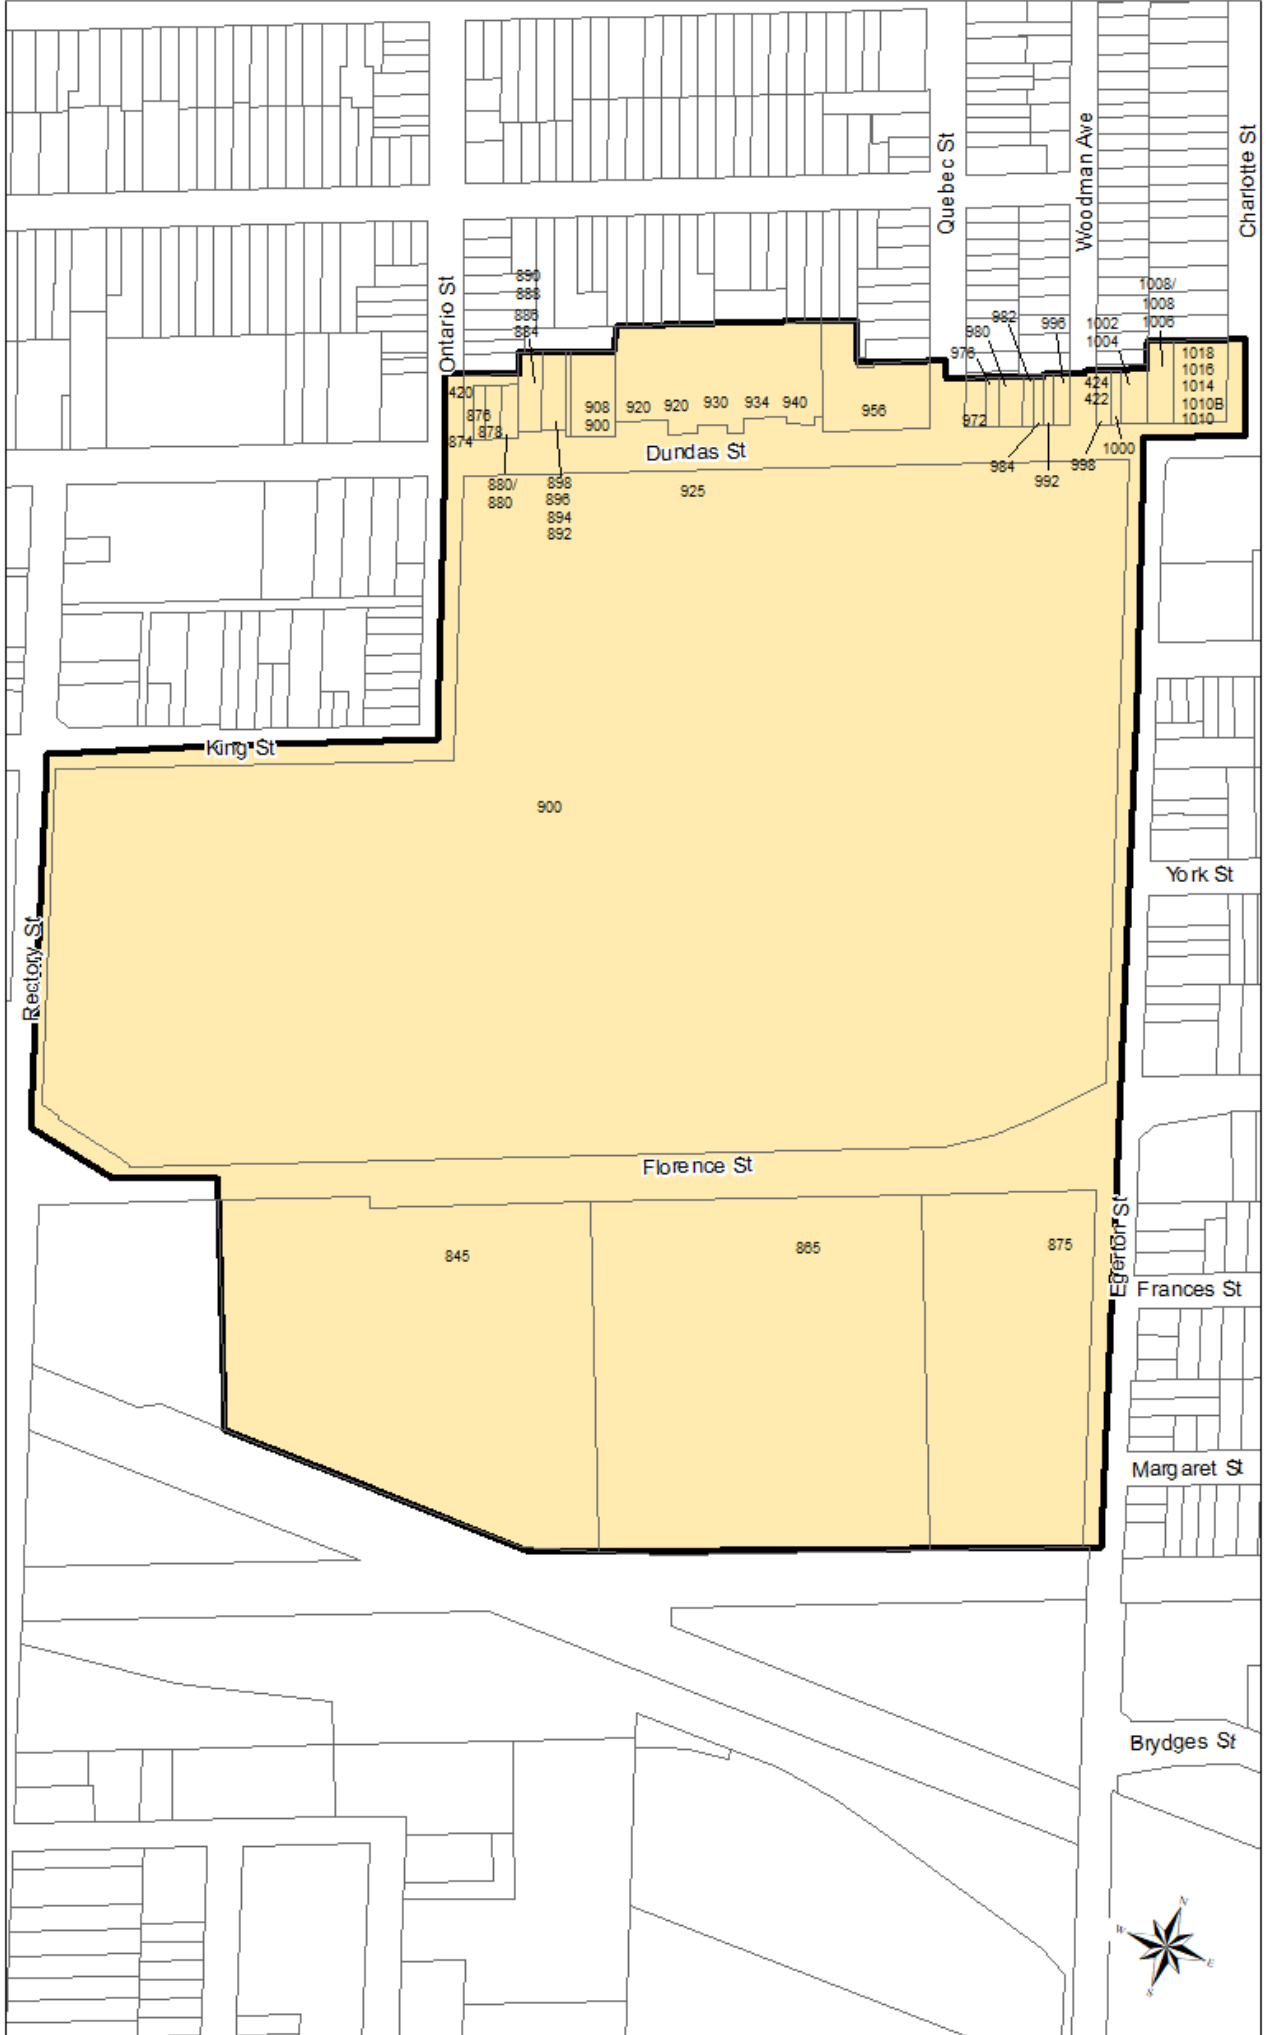 Quebec St
Woodman Ave
Charlotte St
Ontario St
890
888
886
884
1008/
1008
1006
1002
1004
982
996
980
976
1018
1016
1014
1010B
1010
424
422
420
876
878
874
908
900
920
920
930
934
940
956
972
Dundas St
984
992
998
1000
880/
880
898
896
894
892
925
King St
900
York St
Rectory St
Florence St
845
865
875
Egerton St
Frances St
Margaret St
Brydges St
N
W
E
S